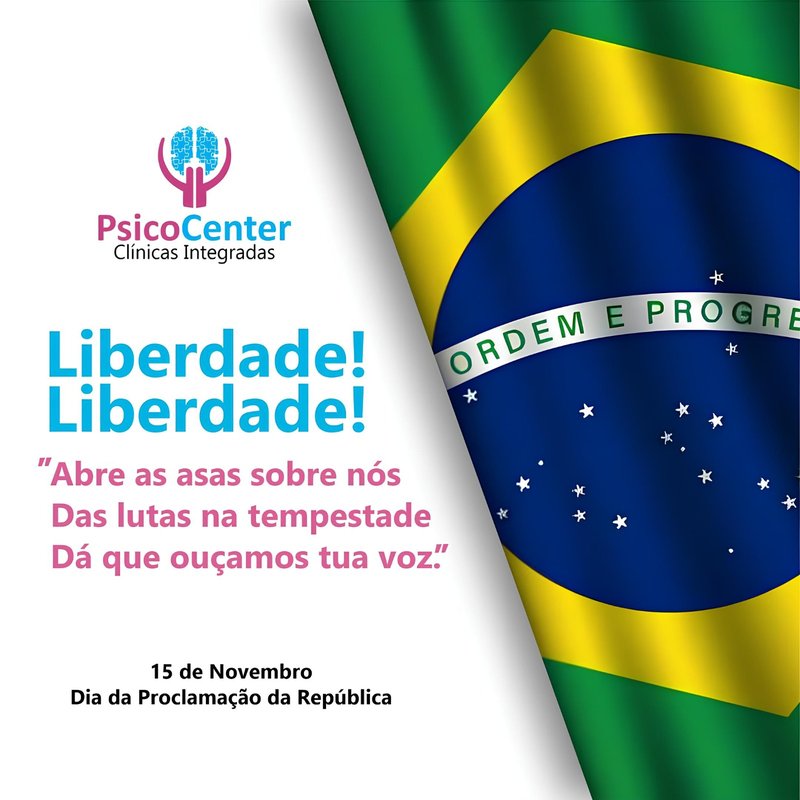 PsicoCenter
Clínicas Integradas
Liberdade!
Liberdade!
"Abre as asas sobre nós
Das lutas na tempestade
Dá que ouçamos tua voz."
15 de Novembro
Dia da Proclamação da República
ORDEM E PROGRE